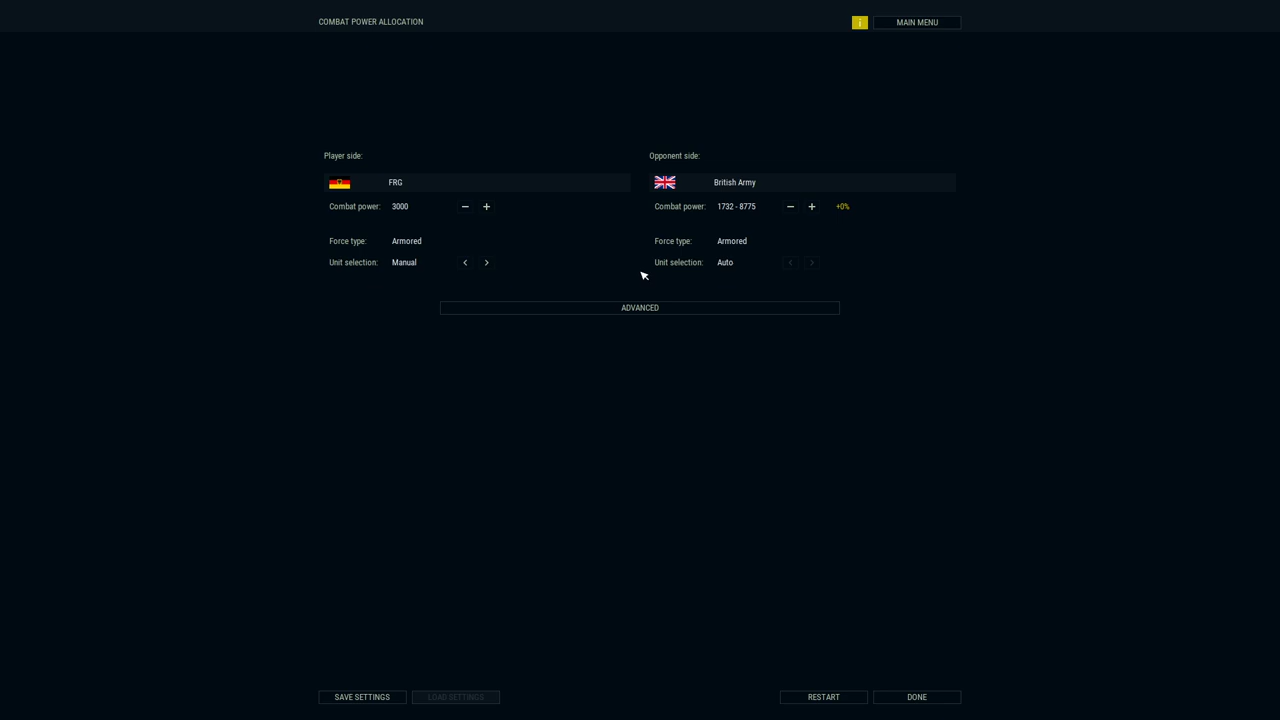 COMBAT POWER ALLOCATION
i
MAIN MENU
Player side:
Opponent side:
FRG
British Army
Combat power: 3000 − +
Combat power: 1732 - 8775 − + +0%
Force type: Armored
Force type: Armored
Unit selection: Manual < >
Unit selection: Auto < >
ADVANCED
SAVE SETTINGS
LOAD SETTINGS
RESTART
DONE